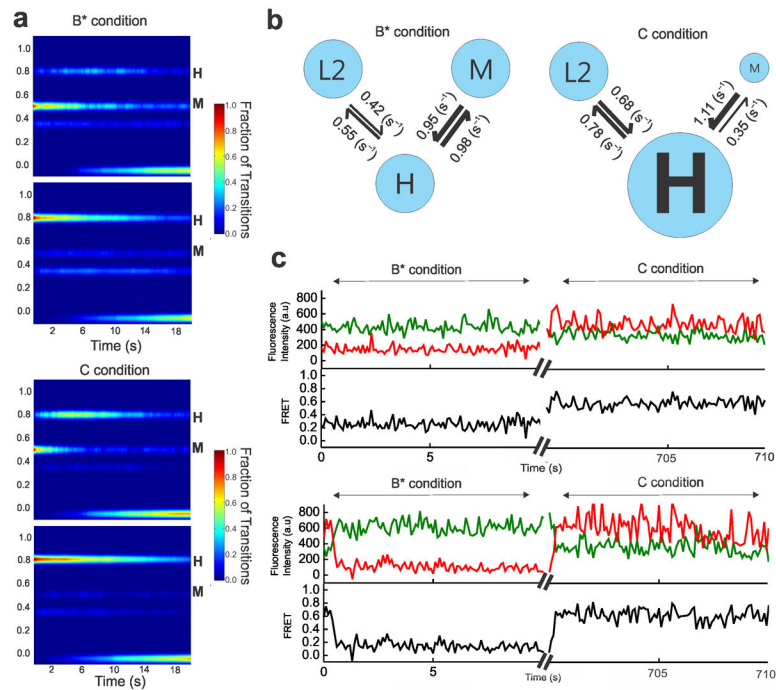 a
B* condition
1.0
0.8
0.6
0.4
0.2
0.0
H
M
1.0
0.8
0.6
0.4
0.2
0.0
H
M
1.0
0.8
0.6
0.4
0.2
0.0
Fraction of Transitions
2 6 10 14 18
Time (s)
C condition
1.0
0.8
0.6
0.4
0.2
0.0
H
M
1.0
0.8
0.6
0.4
0.2
0.0
H
M
1.0
0.8
0.6
0.4
0.2
0.0
Fraction of Transitions
2 6 10 14 18
Time (s)
b
B* condition
L2
M
H
0.42 (s⁻¹)
0.55 (s⁻¹)
0.95 (s⁻¹)
0.98 (s⁻¹)
C condition
L2
M
H
0.68 (s⁻¹)
0.78 (s⁻¹)
1.11 (s⁻¹)
0.35 (s⁻¹)
c
B* condition
C condition
Fluorescence
Intensity (a.u)
800
600
400
200
0
FRET
1.0
0.8
0.6
0.4
0.2
0.0
0 5 705 710
Time (s)
B* condition
C condition
Fluorescence
Intensity (a.u)
800
600
400
200
0
FRET
1.0
0.8
0.6
0.4
0.2
0.0
0 5 705 710
Time (s)